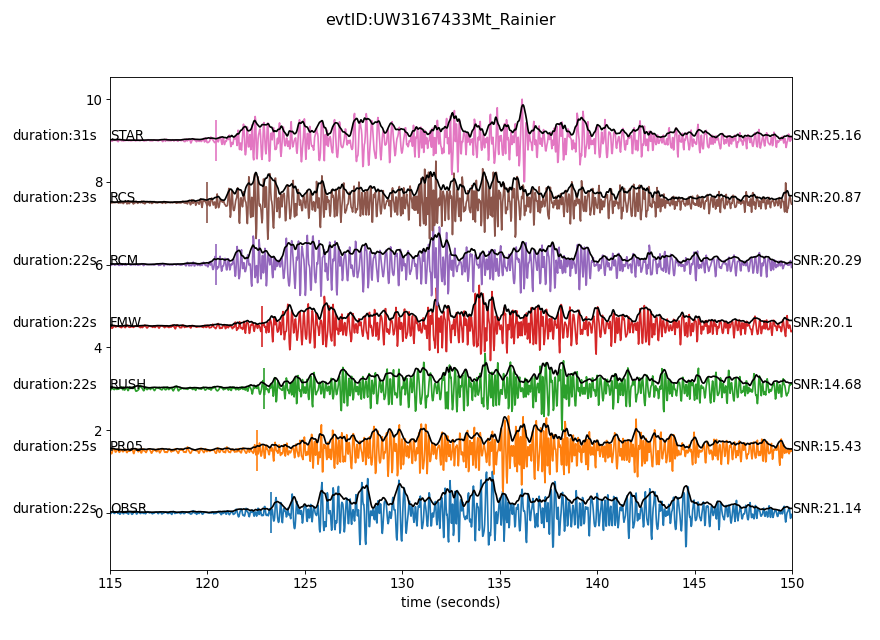 evtID:UW3167433Mt_Rainier
10
duration:31s STAR SNR:25.16
8
duration:23s RCS SNR:20.87
duration:22s RCM SNR:20.29
6
duration:22s FMW SNR:20.1
4
duration:22s RUSH SNR:14.68
2
duration:25s PR05 SNR:15.43
duration:22s OBSR SNR:21.14
0
115 120 125 130 135 140 145 150
time (seconds)